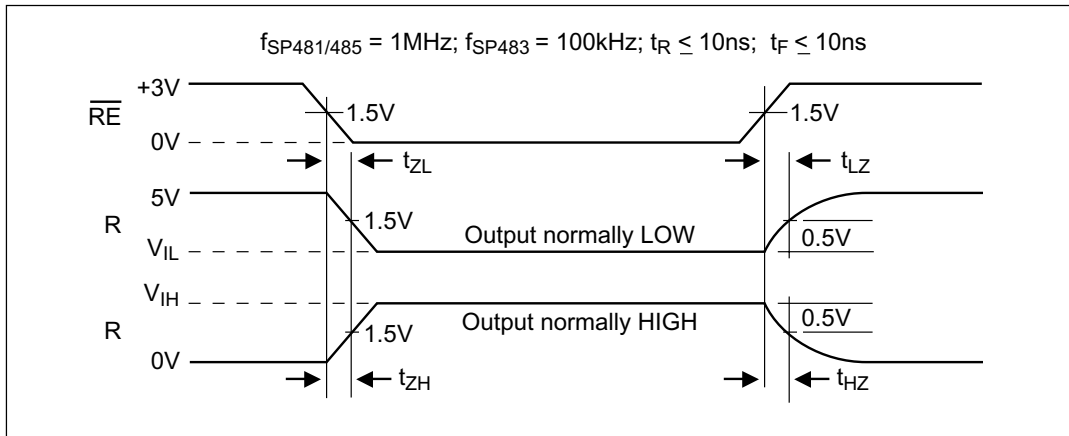 fSP481/485 = 1MHz; fSP483 = 100kHz; tR ≤ 10ns; tF ≤ 10ns
+3V
RE
1.5V
1.5V
0V
tZL
tLZ
5V
R
1.5V
Output normally LOW
0.5V
VIL
VIH
R
1.5V
Output normally HIGH
0.5V
0V
tZH
tHZ